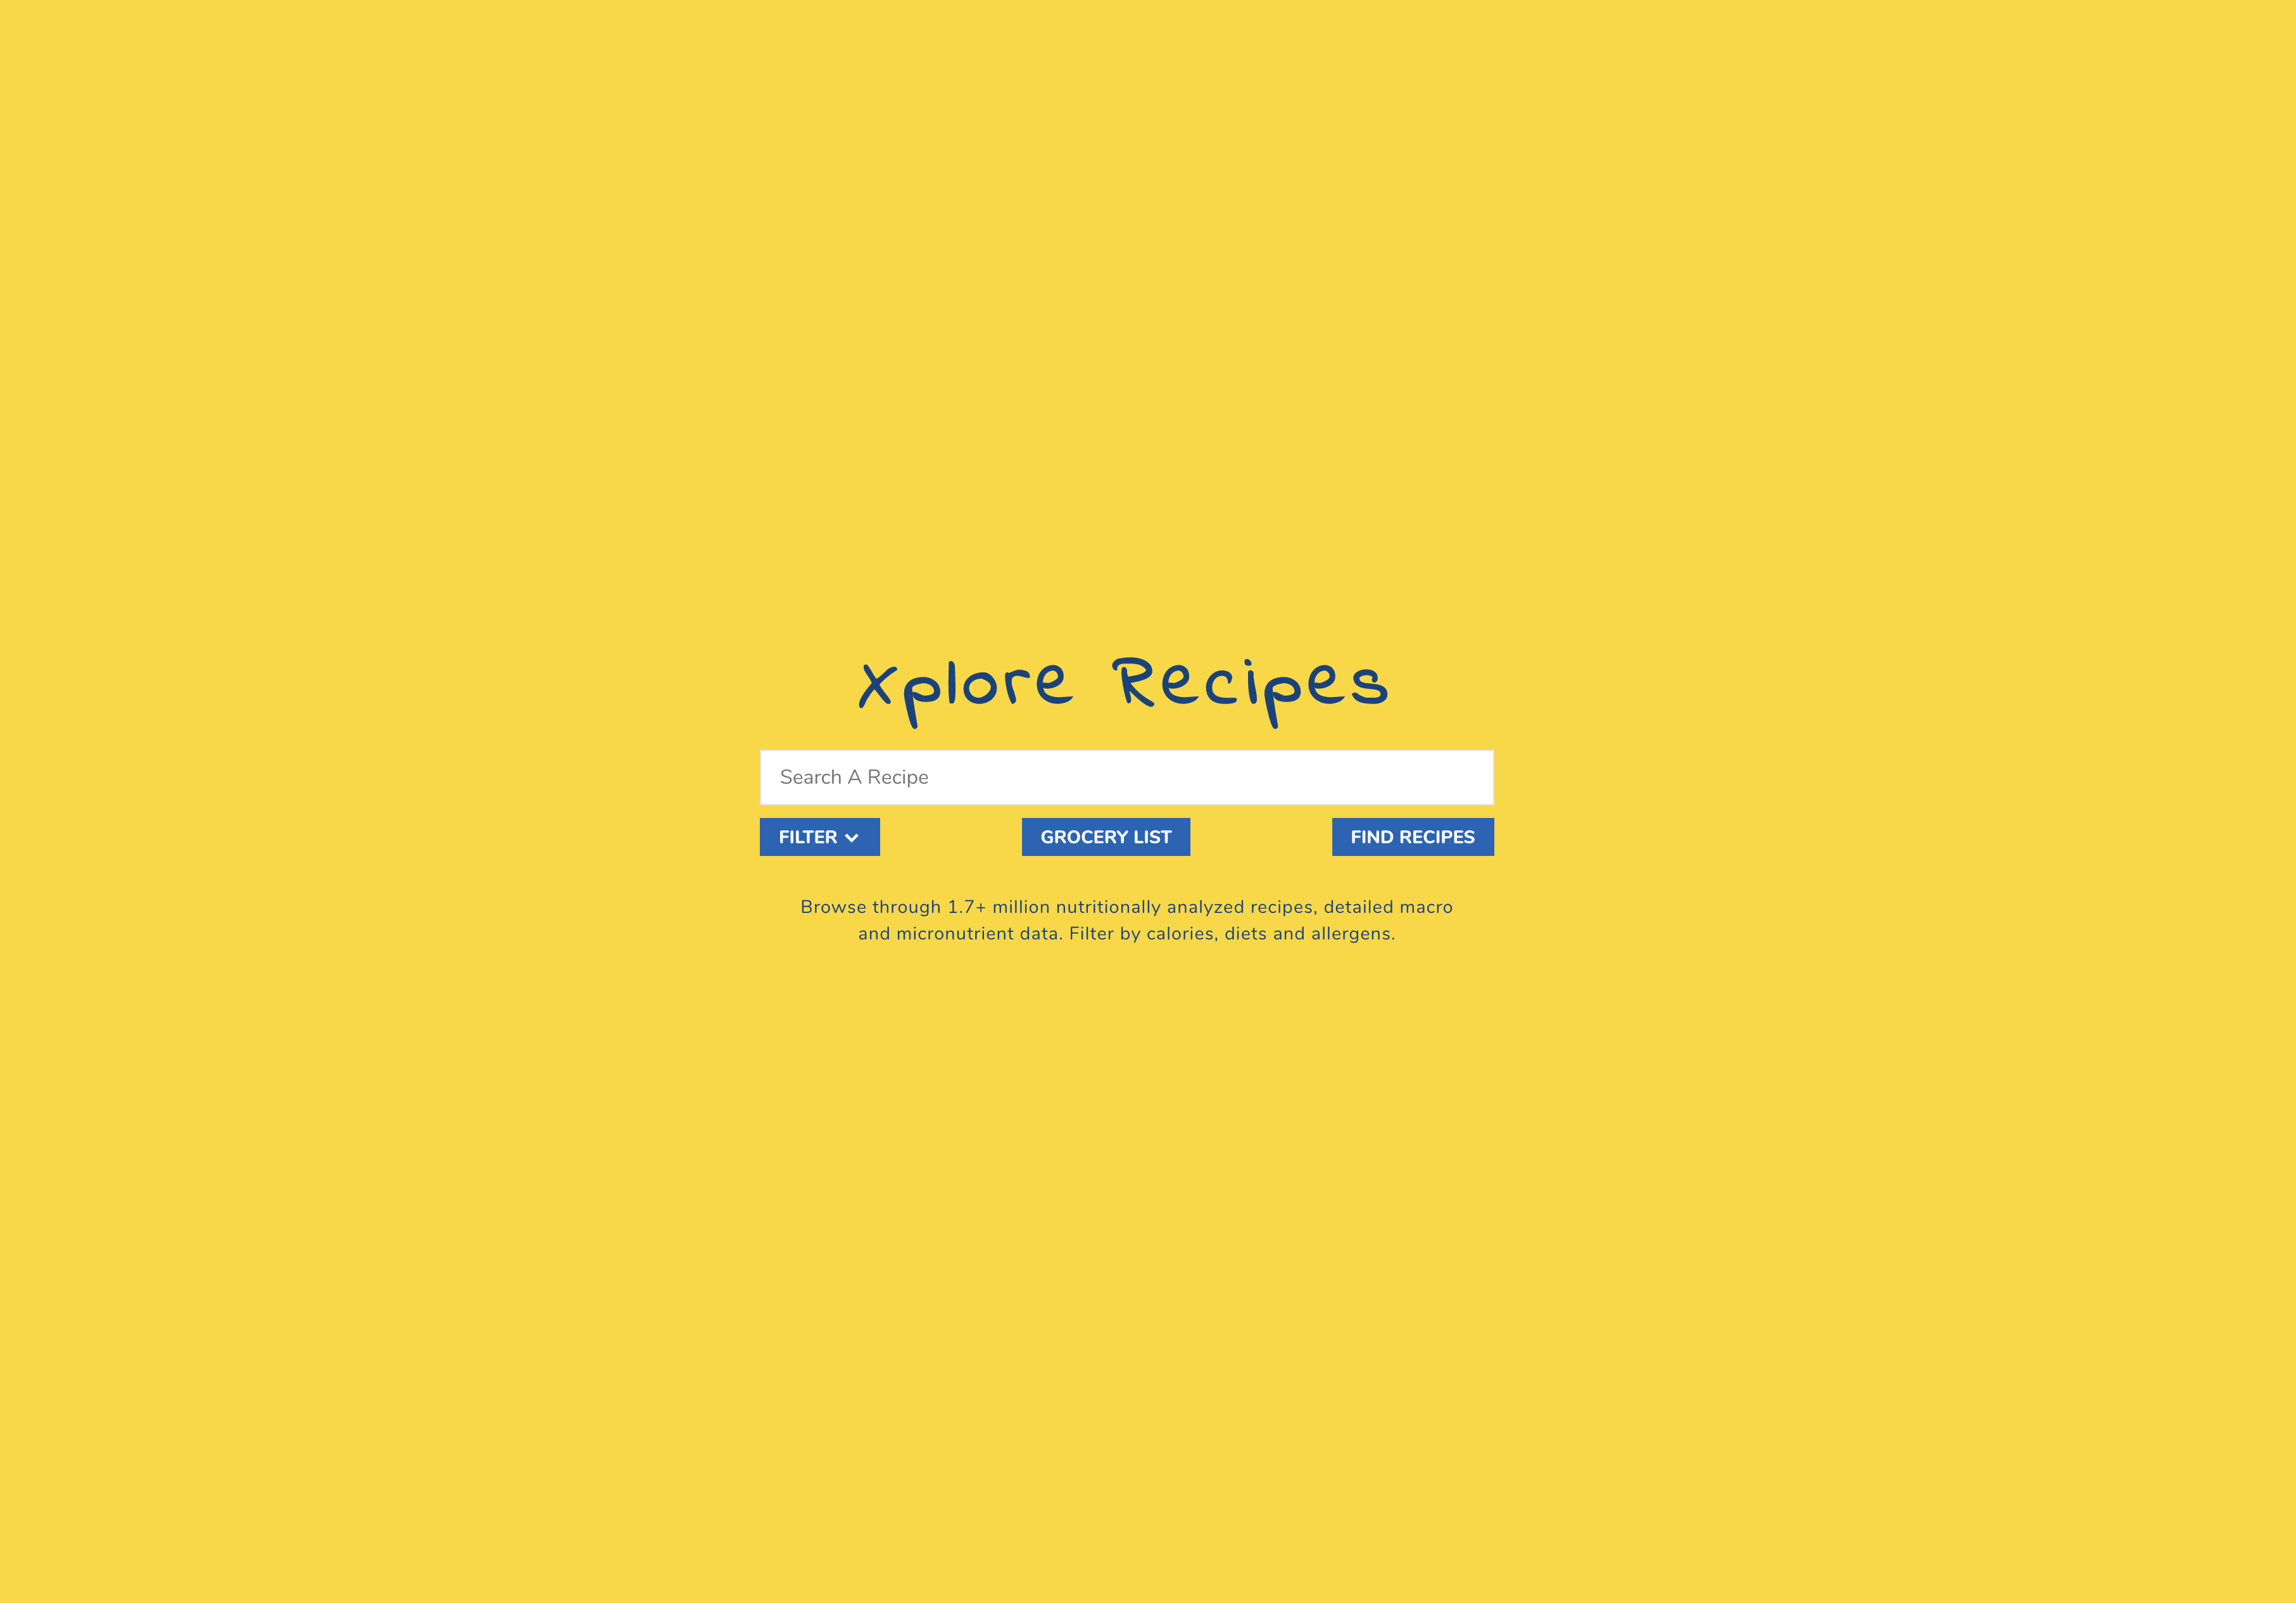 Xplore Recipes
Search A Recipe
FILTER
GROCERY LIST
FIND RECIPES
Browse through 1.7+ million nutritionally analyzed recipes, detailed macro
and micronutrient data. Filter by calories, diets and allergens.